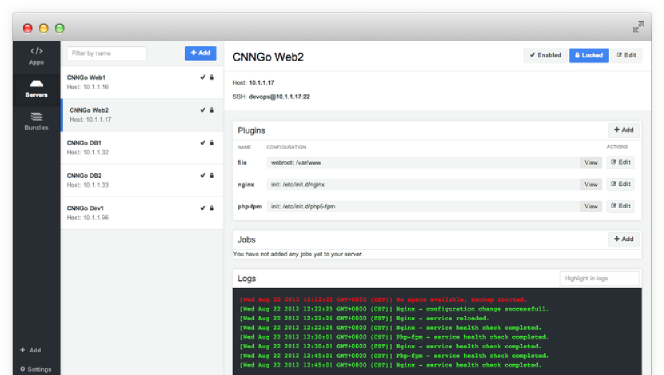 Apps
Servers
Bundles
+ Add
Settings
Filter by name
+ Add
CNNGo Web1
Host: 10.1.1.16
CNNGo Web2
Host: 10.1.1.17
CNNGo DB1
Host: 10.1.1.32
CNNGo DB2
Host: 10.1.1.33
CNNGo Dev1
Host: 10.1.1.96
CNNGo Web2
Enabled
Locked
Edit
Host: 10.1.1.17
SSH: devops@10.1.1.17:22
Plugins
+ Add
NAME CONFIGURATION ACTIONS
file webroot: /var/www View Edit
nginx init: /etc/init.d/nginx View Edit
php-fpm init: /etc/init.d/php5-fpm View Edit
Jobs
+ Add
You have not added any jobs yet to your server.
Logs
Highlight in logs
[Wed Aug 22 2012 12:12:23 GMT+0800 (CST)] No space available, backup aborted.
[Wed Aug 22 2012 12:22:25 GMT+0800 (CST)] Nginx - configuration change successfull.
[Wed Aug 22 2012 12:22:26 GMT+0800 (CST)] Nginx - service reloaded.
[Wed Aug 22 2012 12:22:28 GMT+0800 (CST)] Nginx - service health check completed.
[Wed Aug 22 2012 12:30:01 GMT+0800 (CST)] Php-fpm - service health check completed.
[Wed Aug 22 2012 12:30:01 GMT+0800 (CST)] Nginx - service health check completed.
[Wed Aug 22 2012 12:45:01 GMT+0800 (CST)] Php-fpm - service health check completed.
[Wed Aug 22 2012 12:45:01 GMT+0800 (CST)] Nginx - service health check completed.